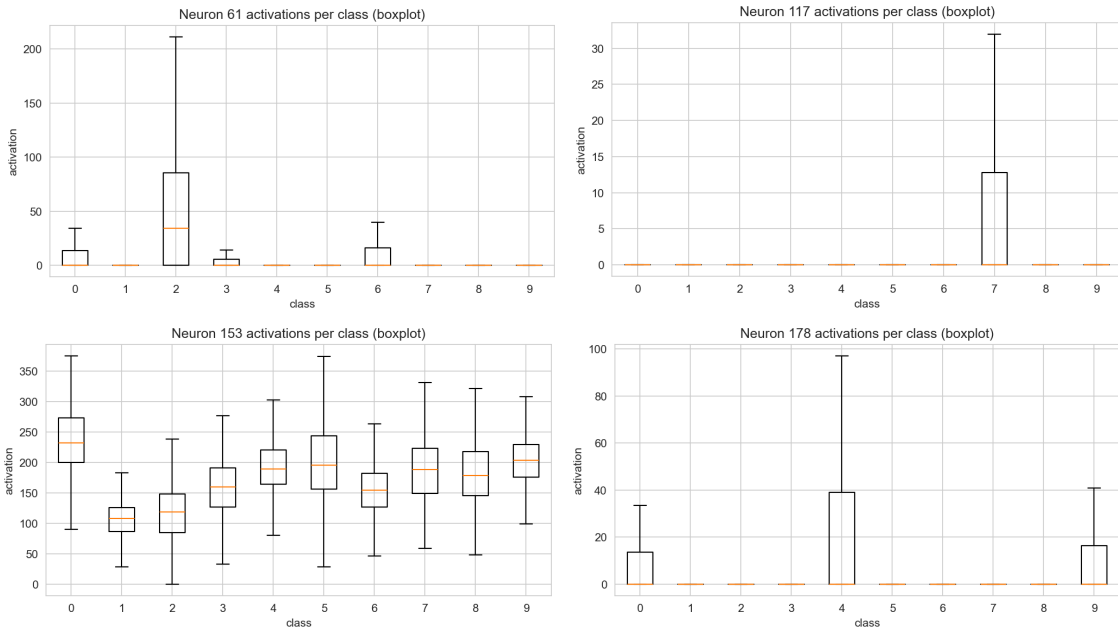 Neuron 61 activations per class (boxplot)
200
150
100
50
0
activation
0 1 2 3 4 5 6 7 8 9
class
Neuron 117 activations per class (boxplot)
30
25
20
15
10
5
0
activation
0 1 2 3 4 5 6 7 8 9
class
Neuron 153 activations per class (boxplot)
350
300
250
200
150
100
50
0
activation
0 1 2 3 4 5 6 7 8 9
class
Neuron 178 activations per class (boxplot)
100
80
60
40
20
0
activation
0 1 2 3 4 5 6 7 8 9
class